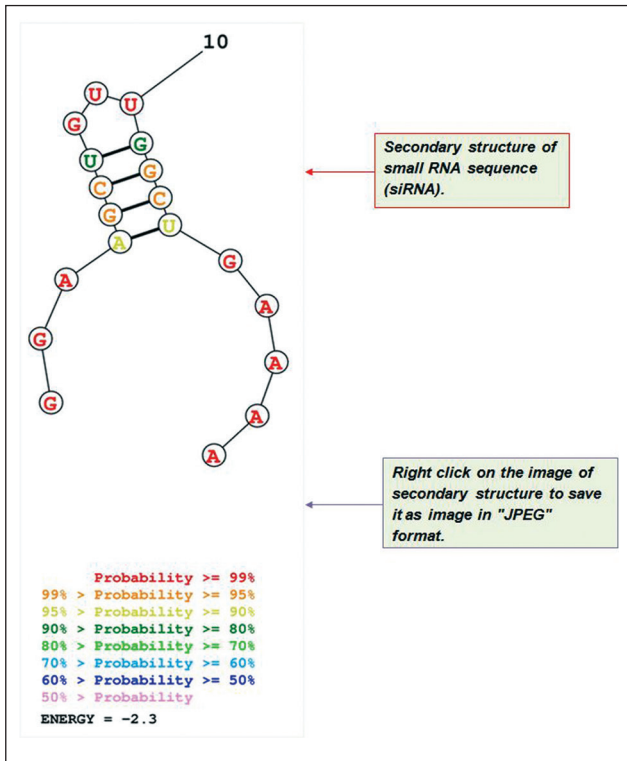 10
U U
G
U G
C G
G C
A U
A G
G A
G A
A
A
Secondary structure of
small RNA sequence
(siRNA).
Right click on the image of
secondary structure to save
it as image in "JPEG"
format.
Probability >= 99%
99% > Probability >= 95%
95% > Probability >= 90%
90% > Probability >= 80%
80% > Probability >= 70%
70% > Probability >= 60%
60% > Probability >= 50%
50% > Probability
ENERGY = -2.3